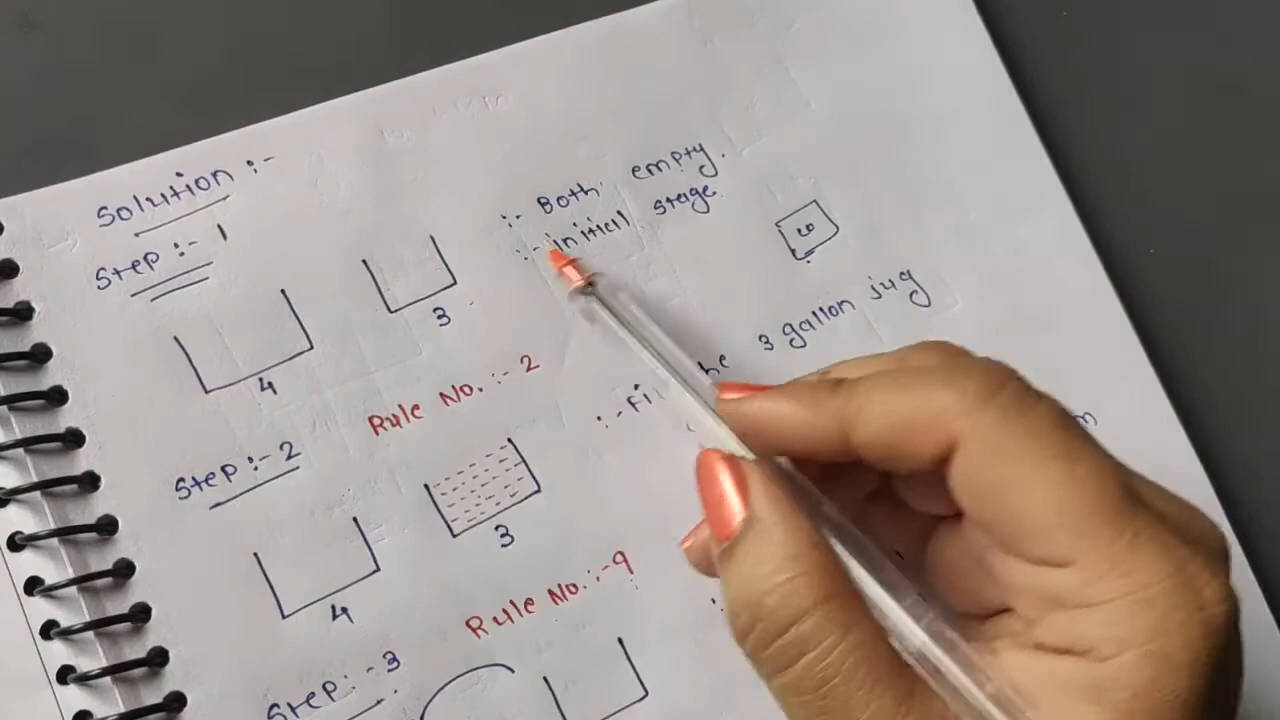 Solution :-
Step :- 1
:- Both empty.
:- initial stage.
4
3
Rule No. :- 2
Step :- 2
3 gallon jug
4
3
Rule No. :- 9
Step :- 3